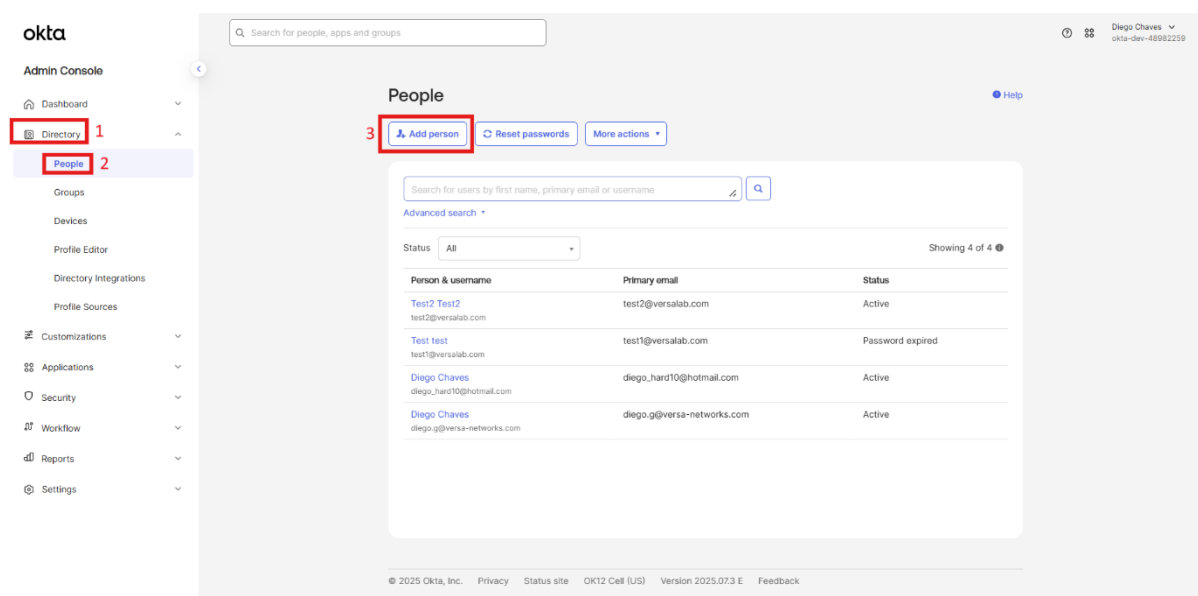 okta
Search for people, apps and groups
Diego Chaves
okta-dev-48982259
Admin Console
Dashboard
Directory 1
People 2
Groups
Devices
Profile Editor
Directory Integrations
Profile Sources
Customizations
Applications
Security
Workflow
Reports
Settings
People
Help
3 Add person Reset passwords More actions
Search for users by first name, primary email or username
Advanced search
Status All Showing 4 of 4
Person & username Primary email Status
Test2 Test2 test2@versalab.com Active
test2@versalab.com
Test test test1@versalab.com Password expired
test1@versalab.com
Diego Chaves diego_hard10@hotmail.com Active
diego_hard10@hotmail.com
Diego Chaves diego.g@versa-networks.com Active
diego.g@versa-networks.com
© 2025 Okta, Inc. Privacy Status site OK12 Cell (US) Version 2025.07.3 E Feedback